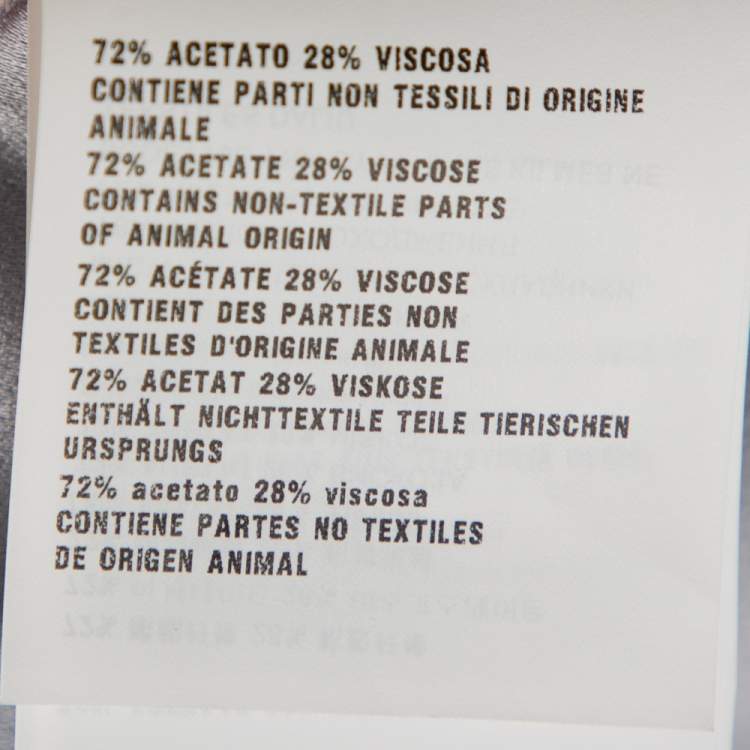 72% ACETATO 28% VISCOSA
CONTIENE PARTI NON TESSILI DI ORIGINE
ANIMALE
72% ACETATE 28% VISCOSE
CONTAINS NON-TEXTILE PARTS
OF ANIMAL ORIGIN
72% ACÉTATE 28% VISCOSE
CONTIENT DES PARTIES NON
TEXTILES D'ORIGINE ANIMALE
72% ACETAT 28% VISKOSE
ENTHÄLT NICHTTEXTILE TEILE TIERISCHEN
URSPRUNGS
72% acetato 28% viscosa
CONTIENE PARTES NO TEXTILES
DE ORIGEN ANIMAL